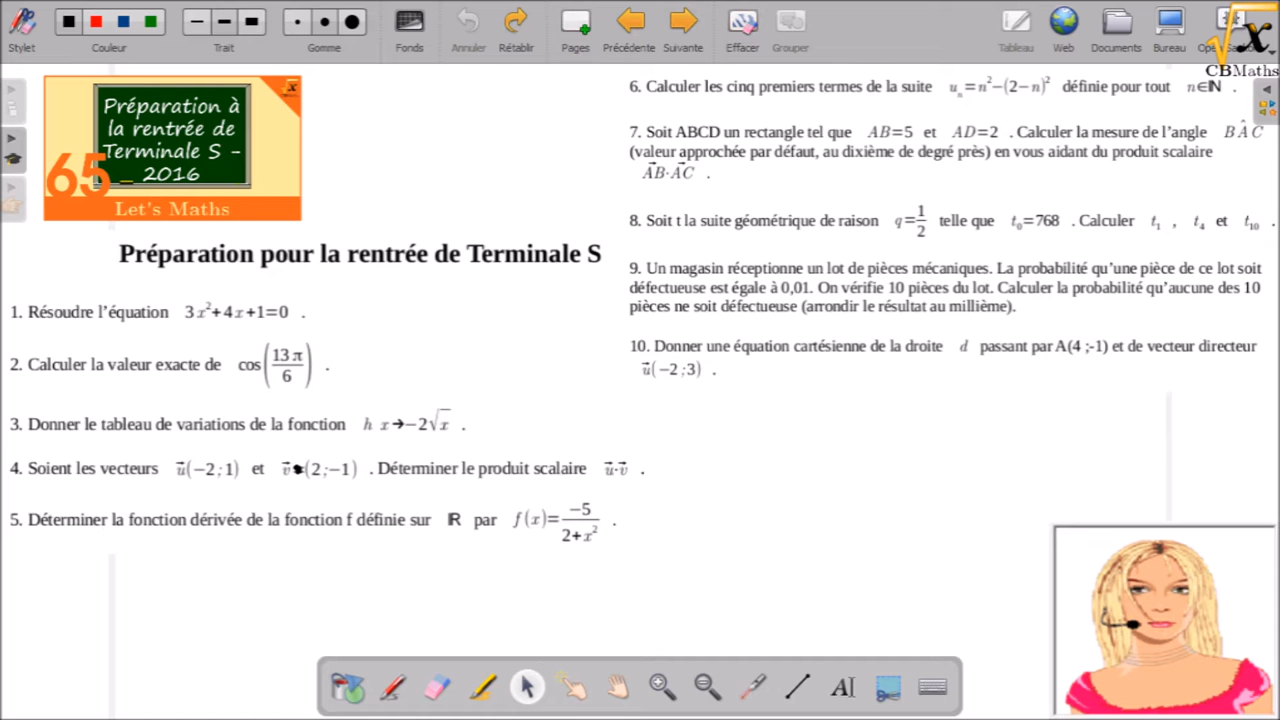 Stylet
Couleur
Trait
Gomme
Fonds
Annuler
Rétablir
Pages
Précédente
Suivante
Effacer
Grouper
Tableau
Web
Documents
Bureau
CBMaths
Préparation à
la rentrée de
Terminale S -
2016
65
Let's Maths
Préparation pour la rentrée de Terminale S
1. Résoudre l'équation 3x²+4x+1=0 .
2. Calculer la valeur exacte de cos(13π/6) .
3. Donner le tableau de variations de la fonction h x→−2√x .
4. Soient les vecteurs u⃗(−2;1) et v⃗(2;−1) . Déterminer le produit scalaire u⃗·v⃗ .
5. Déterminer la fonction dérivée de la fonction f définie sur ℝ par f(x)=−5/(2+x²) .
6. Calculer les cinq premiers termes de la suite uₙ=n²−(2−n)² définie pour tout n∈ℕ .
7. Soit ABCD un rectangle tel que AB=5 et AD=2 . Calculer la mesure de l'angle BÂC
(valeur approchée par défaut, au dixième de degré près) en vous aidant du produit scalaire
AB⃗·AC⃗ .
8. Soit t la suite géométrique de raison q=1/2 telle que t₀=768 . Calculer t₁ , t₄ et t₁₀ .
9. Un magasin réceptionne un lot de pièces mécaniques. La probabilité qu'une pièce de ce lot soit
défectueuse est égale à 0,01. On vérifie 10 pièces du lot. Calculer la probabilité qu'aucune des 10
pièces ne soit défectueuse (arrondir le résultat au millième).
10. Donner une équation cartésienne de la droite d passant par A(4 ;-1) et de vecteur directeur
u⃗(−2;3) .
AI